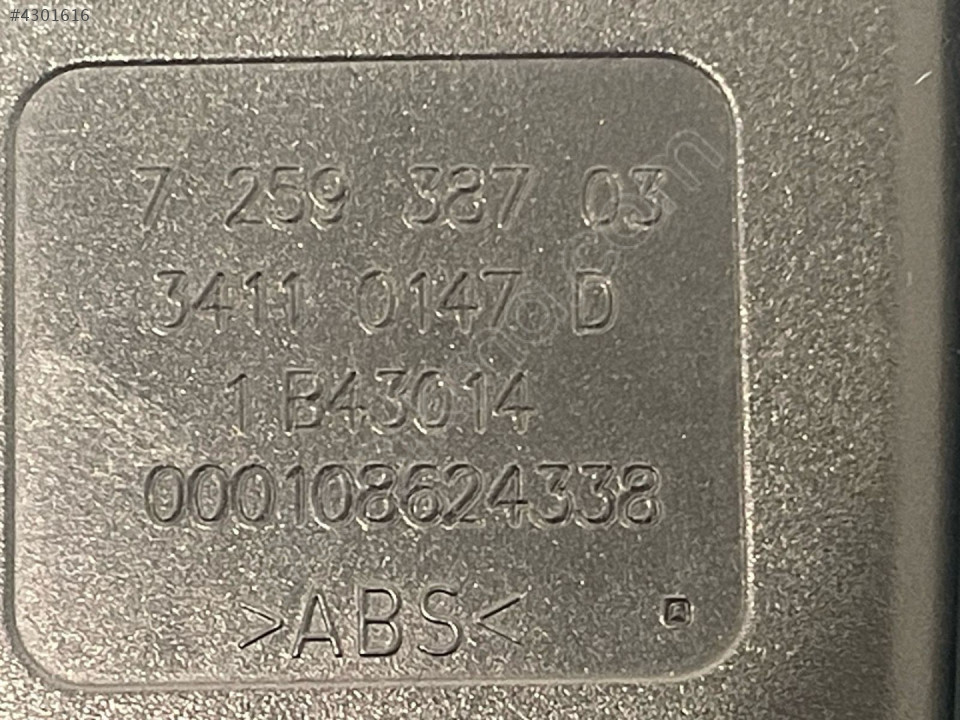 #4301616
7 259 387 03
3411 0147 D
1 B43014
000108624338
>ABS<